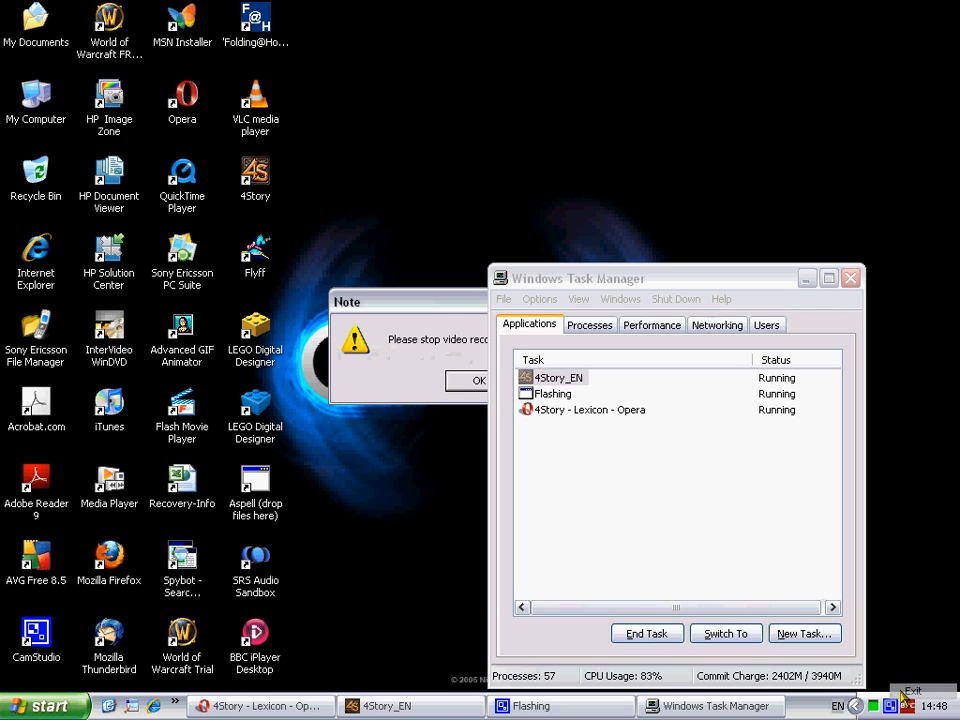 My Documents
World of
Warcraft FR...
MSN Installer
'Folding@Ho...
F
@
H
My Computer
HP Image
Zone
Opera
VLC media
player
Recycle Bin
HP Document
Viewer
QuickTime
Player
4S
4Story
Internet
Explorer
HP Solution
Center
Sony Ericsson
PC Suite
Flyff
Sony Ericsson
File Manager
InterVideo
WinDVD
Advanced GIF
Animator
LEGO Digital
Designer
Acrobat.com
iTunes
Flash Movie
Player
LEGO Digital
Designer
Adobe Reader
9
Media Player
Recovery-Info
Aspell (drop
files here)
AVG Free 8.5
Mozilla Firefox
Spybot -
Searc...
SRS Audio
Sandbox
CamStudio
Mozilla
Thunderbird
World of
Warcraft Trial
BBC iPlayer
Desktop
Note
Please stop video reco
OK
Windows Task Manager
File Options View Windows Shut Down Help
Applications Processes Performance Networking Users
Task Status
4Story_EN Running
Flashing Running
4Story - Lexicon - Opera Running
End Task Switch To New Task...
Processes: 57 CPU Usage: 83% Commit Charge: 2402M / 3940M
© 2005
Exit
start
4Story - Lexicon - Op...
4Story_EN
Flashing
Windows Task Manager
EN
14:48